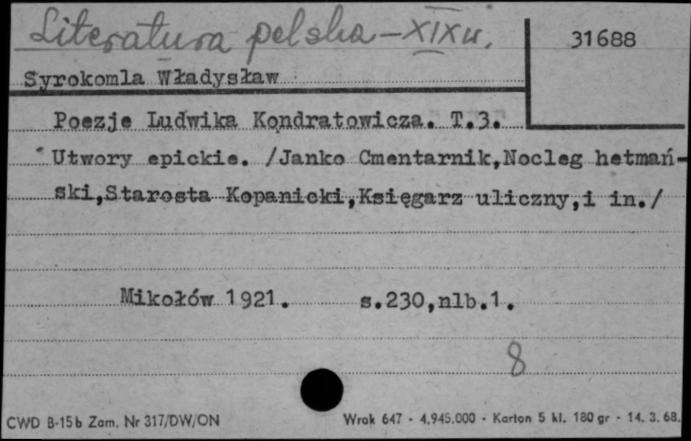 Literatura polska - XIX w.
31688
Syrokomla Władysław
Poezje Ludwika Kondratowicza. T.3.
Utwory epickie. /Janko Cmentarnik,Nocleg hetmań-
ski,Starosta Kopanicki,Księgarz uliczny,i in./
Mikołów 1921. s.230,nlb.1.
8
CWD B-15b Zam. Nr 317/DW/ON Wrak 647 - 4.945.000 - Karton 5 kl. 180 gr - 14. 3. 68.